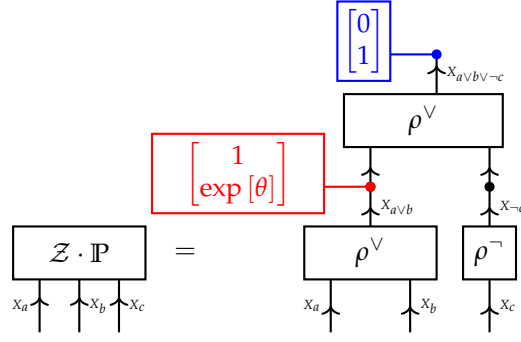 [0
1]
X_{a∨b∨¬c}
ρ^∨
[1
exp [θ]]
X_{a∨b}
X_{¬c}
𝒵 · ℙ
=
ρ^∨
ρ^¬
X_a
X_b
X_c
X_a
X_b
X_c